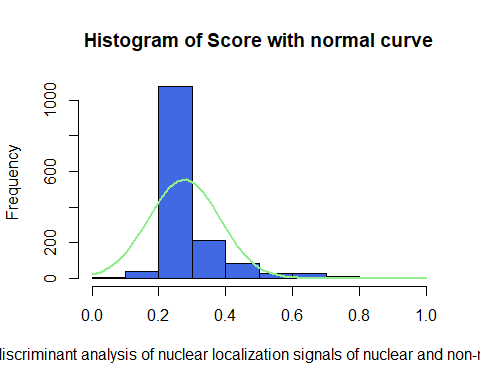 Histogram of Score with normal curve
Frequency
1000
600
200
0
0.0 0.2 0.4 0.6 0.8 1.0
discriminant analysis of nuclear localization signals of nuclear and